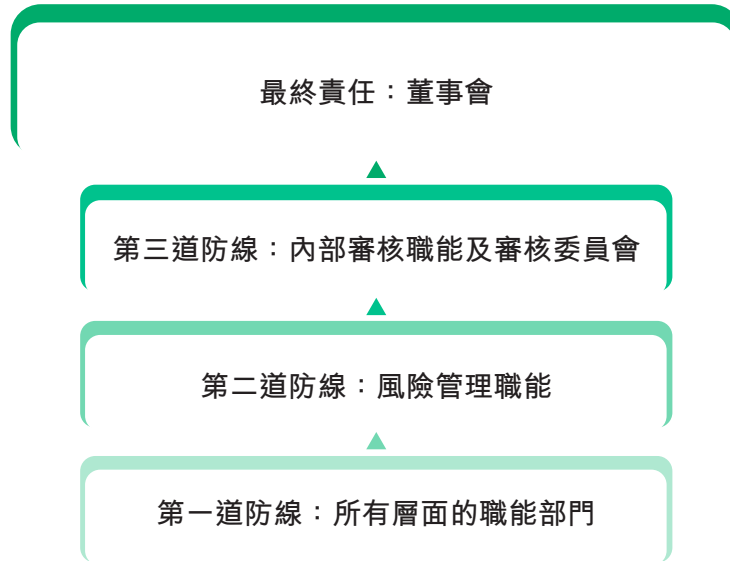 最終責任：董事會
第三道防線：內部審核職能及審核委員會
第二道防線：風險管理職能
第一道防線：所有層面的職能部門